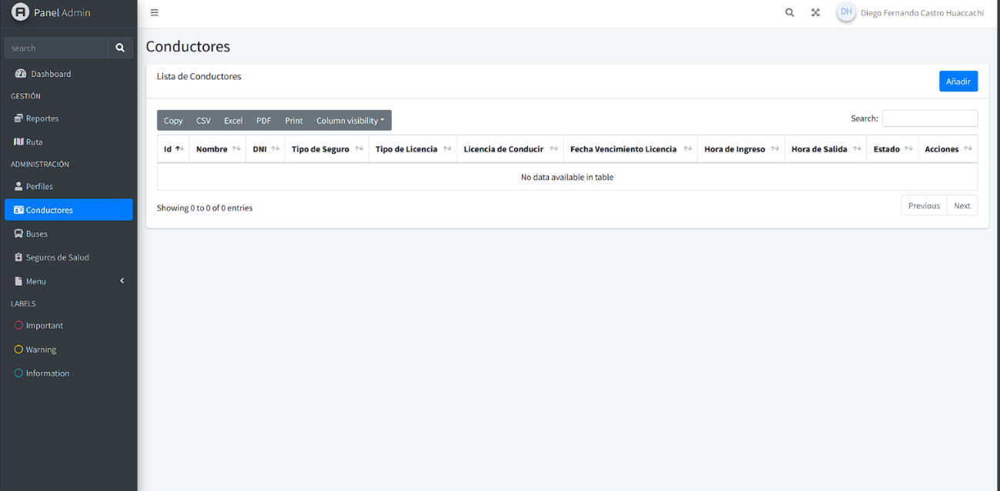 Panel Admin
DH Diego Fernando Castro Huaccachi
search
Dashboard
GESTIÓN
Reportes
Ruta
ADMINISTRACIÓN
Perfiles
Conductores
Buses
Seguros de Salud
Menu
LABELS
Important
Warning
Information
Conductores
Lista de Conductores
Añadir
Copy CSV Excel PDF Print Column visibility
Search:
Id Nombre DNI Tipo de Seguro Tipo de Licencia Licencia de Conducir Fecha Vencimiento Licencia Hora de Ingreso Hora de Salida Estado Acciones
No data available in table
Showing 0 to 0 of 0 entries
Previous Next